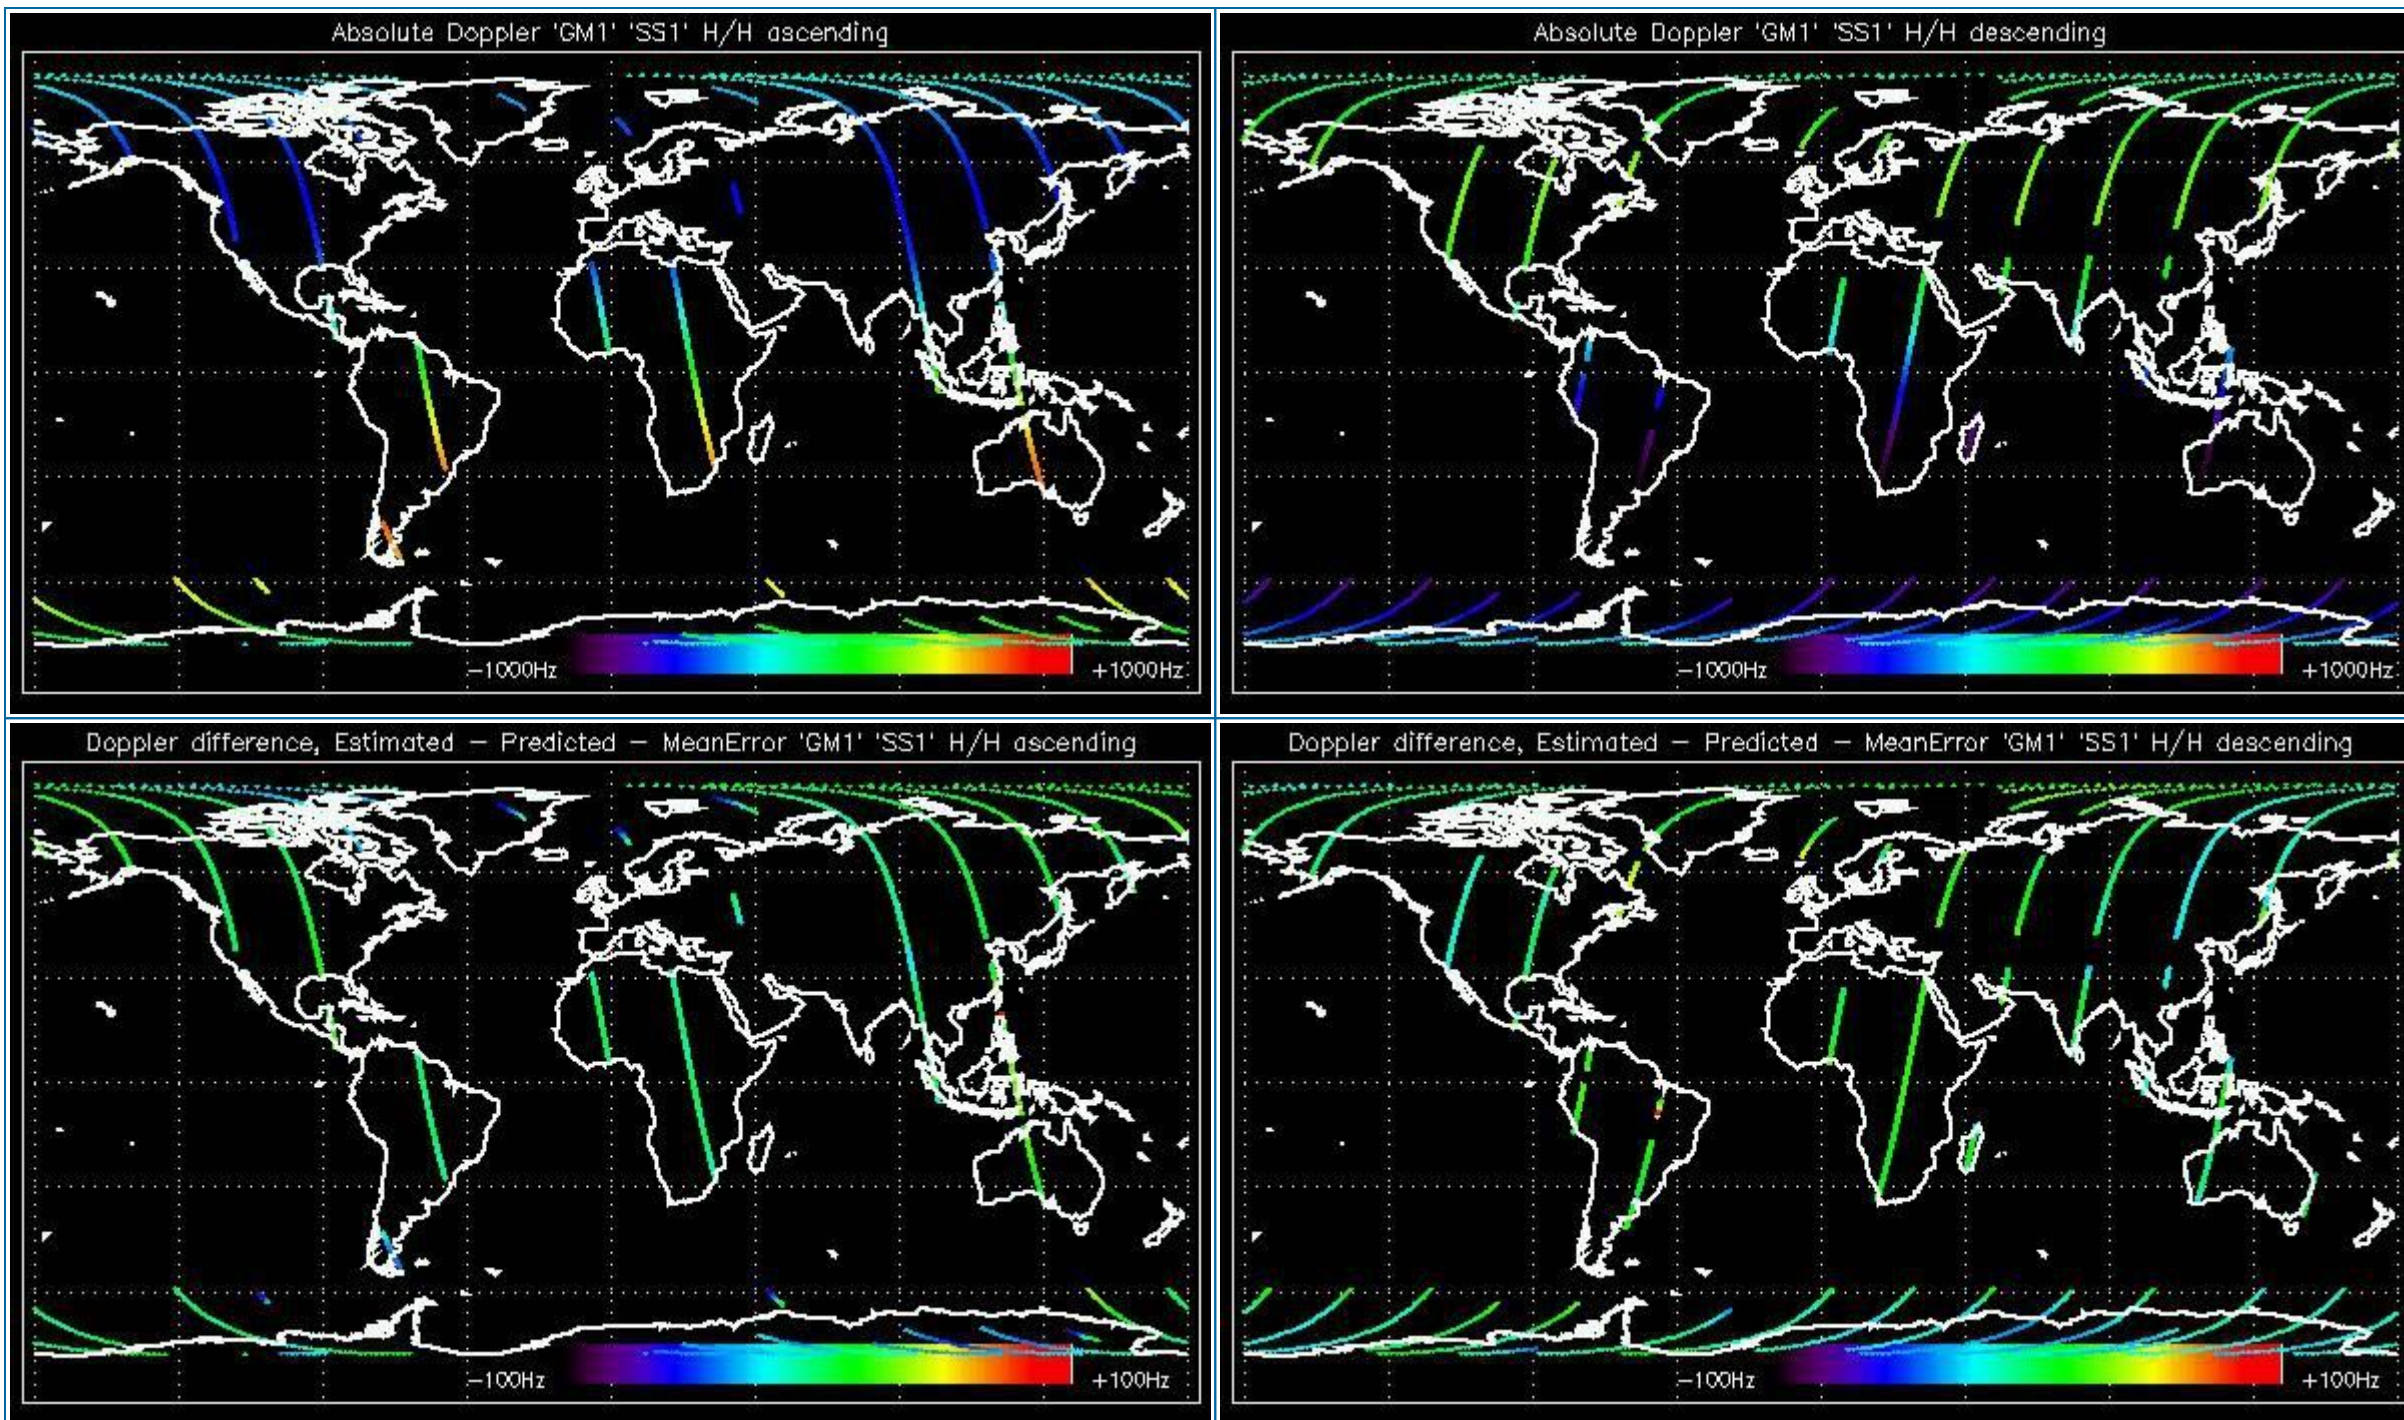 Absolute Doppler 'GM1' 'SS1' H/H ascending
−1000Hz
+1000Hz
Absolute Doppler 'GM1' 'SS1' H/H descending
−1000Hz
+1000Hz
Doppler difference, Estimated − Predicted − MeanError 'GM1' 'SS1' H/H ascending
−100Hz
+100Hz
Doppler difference, Estimated − Predicted − MeanError 'GM1' 'SS1' H/H descending
−100Hz
+100Hz